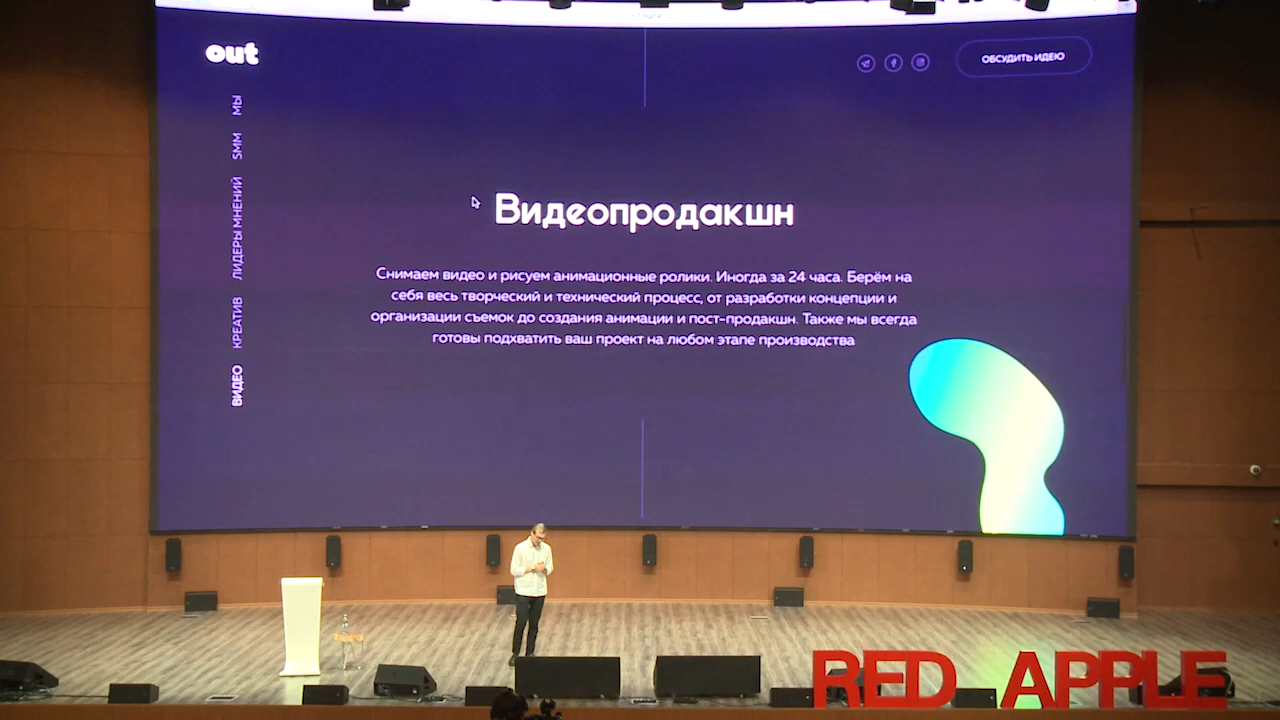 out
ОБСУДИТЬ ИДЕЮ
МЫ
SMM
ЛИДЕРЫ МНЕНИЙ
КРЕАТИВ
ВИДЕО
Видеопродакшн
Снимаем видео и рисуем анимационные ролики. Иногда за 24 часа. Берём на
себя весь творческий и технический процесс, от разработки концепции и
организации съемок до создания анимации и пост-продакшн. Также мы всегда
готовы подхватить ваш проект на любом этапе производства
RED APPLE